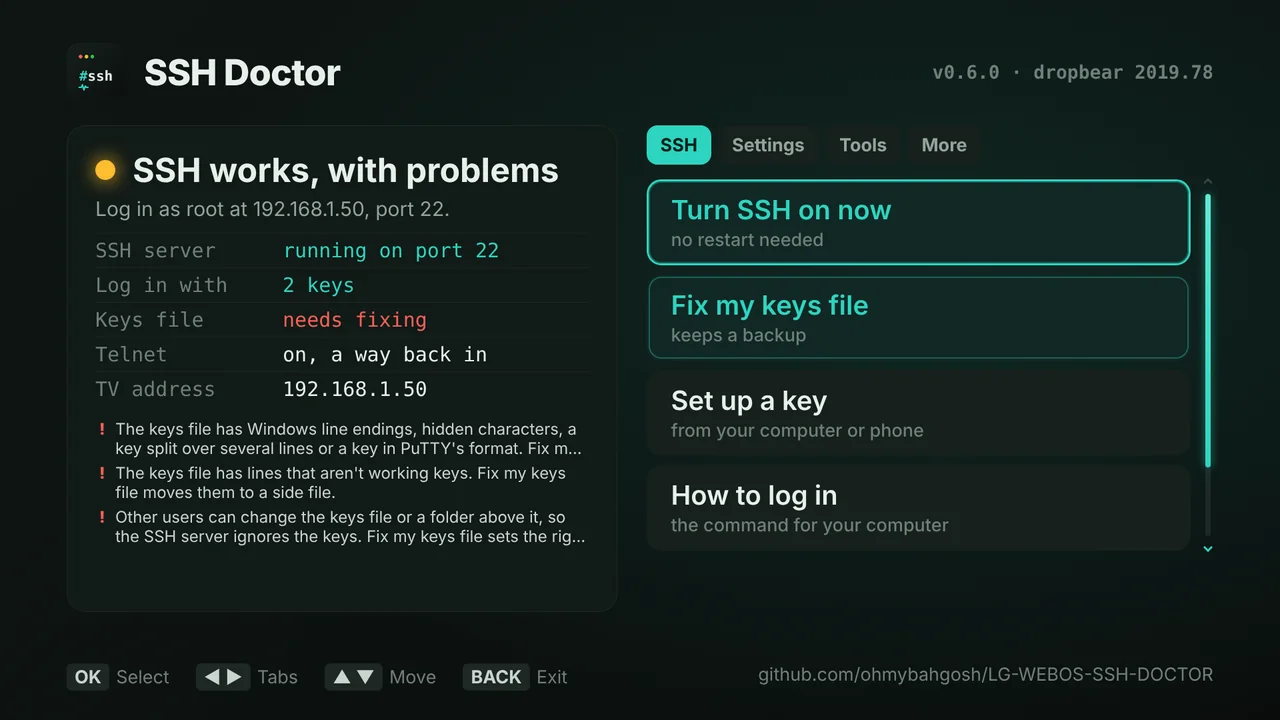 #ssh
SSH Doctor
v0.6.0 · dropbear 2019.78
SSH works, with problems
Log in as root at 192.168.1.50, port 22.
SSH server running on port 22
Log in with 2 keys
Keys file needs fixing
Telnet on, a way back in
TV address 192.168.1.50
! The keys file has Windows line endings, hidden characters, a
key split over several lines or a key in PuTTY's format. Fix m...
! The keys file has lines that aren't working keys. Fix my keys
file moves them to a side file.
! Other users can change the keys file or a folder above it, so
the SSH server ignores the keys. Fix my keys file sets the rig...
SSH Settings Tools More
Turn SSH on now
no restart needed
Fix my keys file
keeps a backup
Set up a key
from your computer or phone
How to log in
the command for your computer
OK Select ◀ ▶ Tabs ▲ ▼ Move BACK Exit
github.com/ohmybahgosh/LG-WEBOS-SSH-DOCTOR